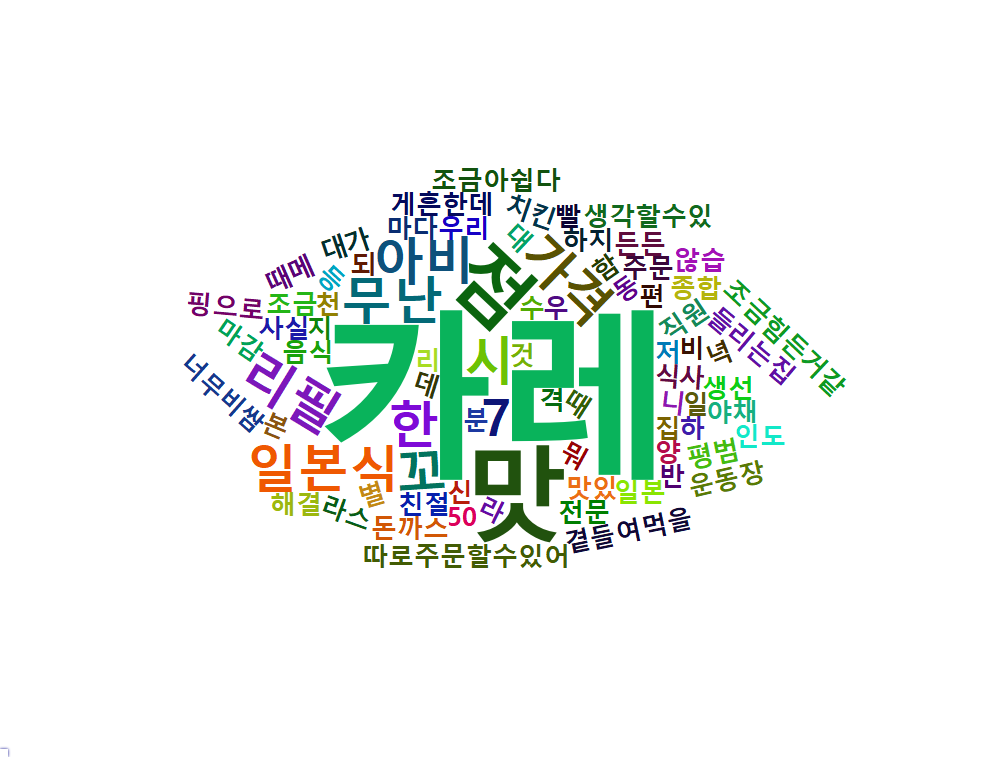 조금아쉽다
게흔한데
치킨
빨
생각할수있
마다
우리
대
하지
든든
대가
되
아비
점
가격
함
주문
않습
때메
등
무난
동
편
종합
핑으로
조금
천
수
우
조금힘든거같
마감
사실
지
직원
들리는집
음식
카레
시
것
저
비
녁
리
리필
데
식사
생선
너무비쌈
본
한
분
7
격
때
니
일
야채
집
하
인도
일본식
꼬
맛
뭐
양
평범
반
운동장
별
신
맛있
일본
해결
라스
친절
50
라
전문
돈까스
곁들여먹을
따로주문할수있어